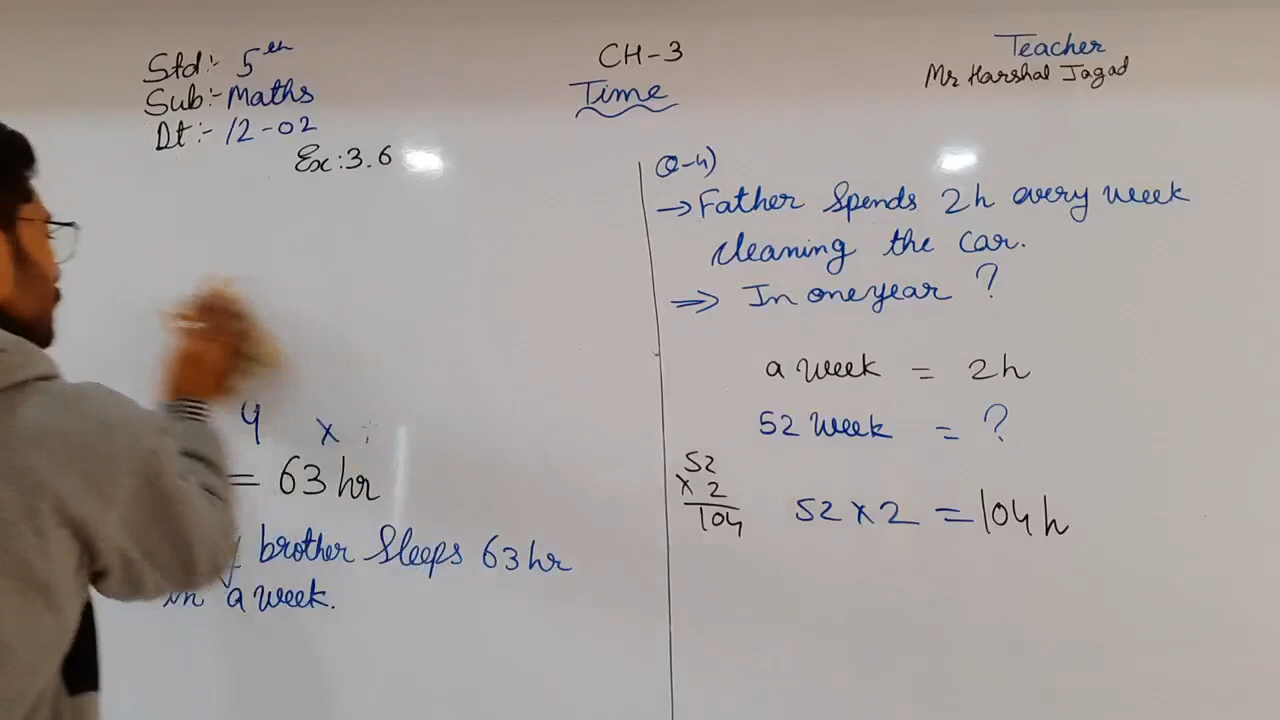 Std:- 5th
Sub:- Maths
Dt:- 12-02
Ex:3.6
CH-3
Time
Teacher
Mr Harshal Jagad
x
= 63 hr
brother Sleeps 63 hr
in a week.
Q-4)
→ Father Spends 2h every week
cleaning the car.
⇒ In one year ?
a week = 2h
52 week = ?
52
x 2
104
52 x 2 = 104 h